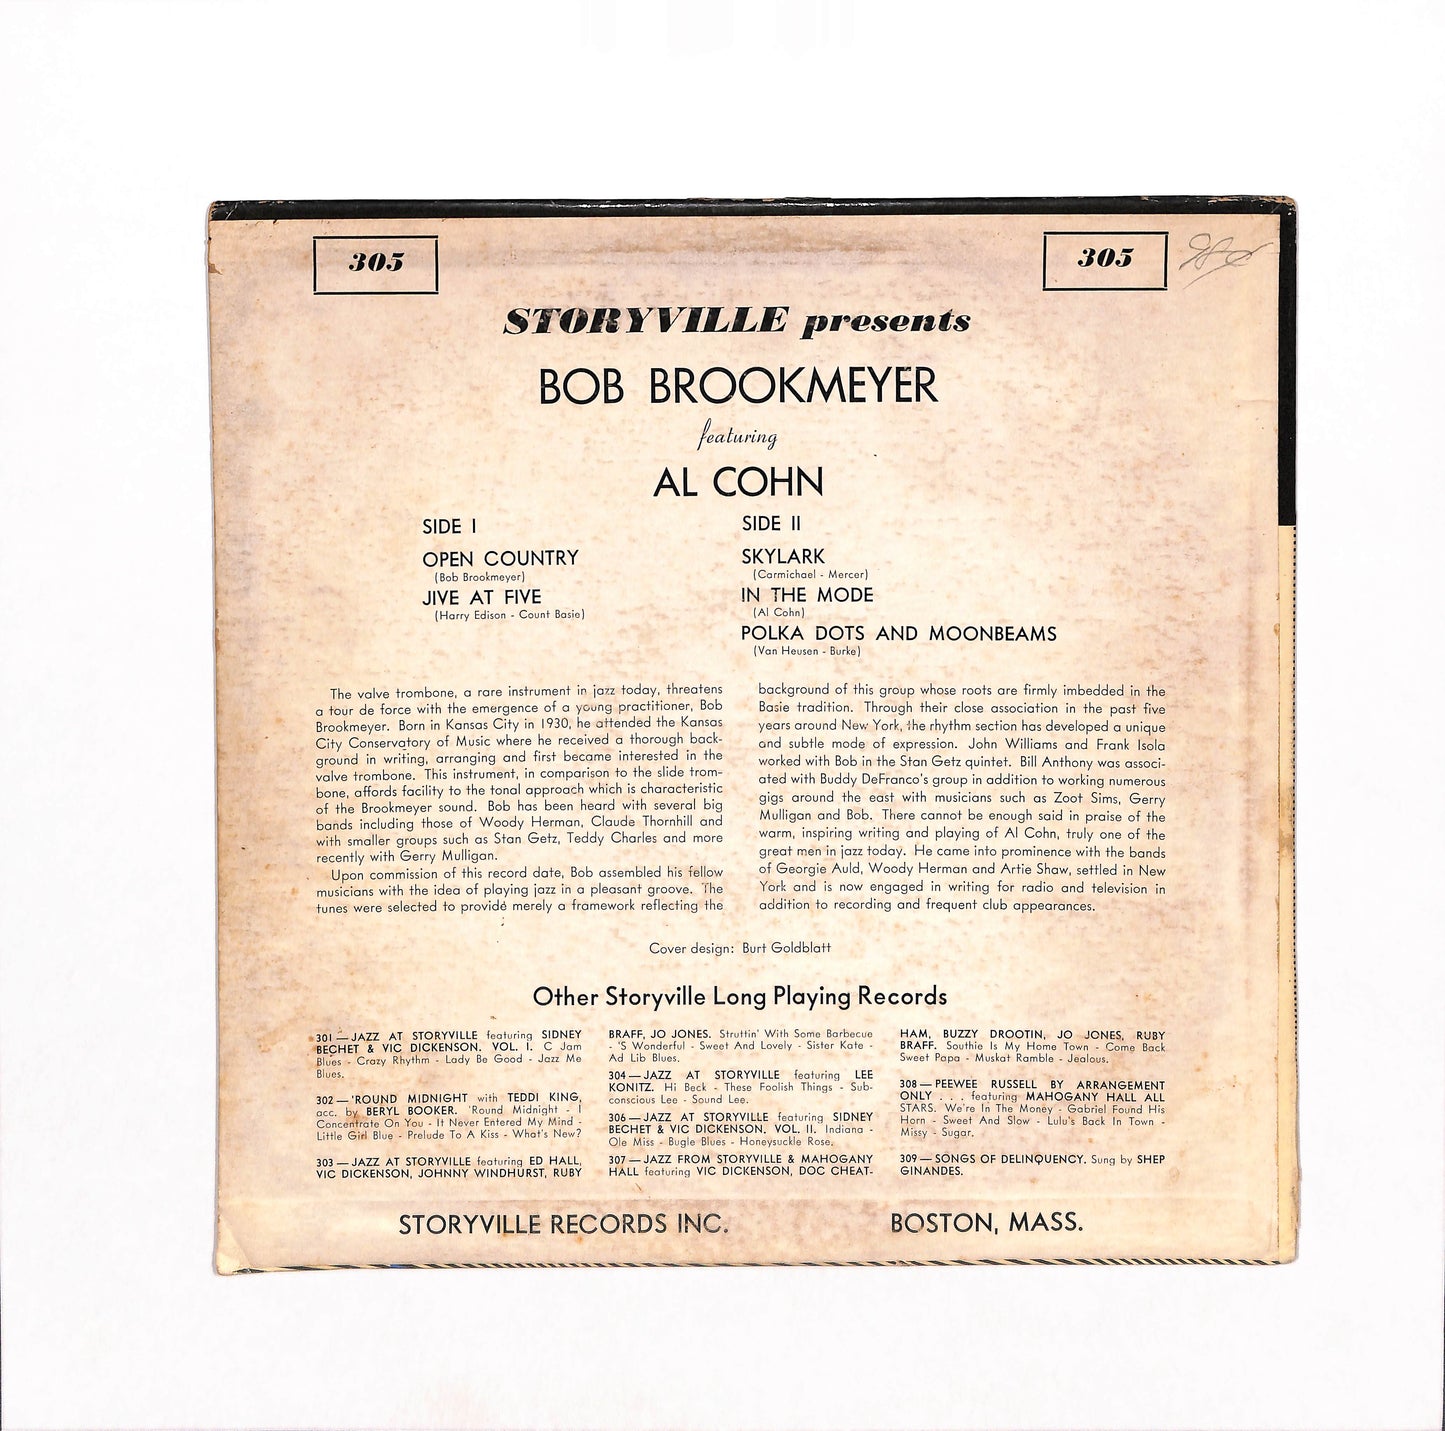 305
305
STORYVILLE presents
BOB BROOKMEYER
featuring
AL COHN
SIDE I
OPEN COUNTRY
(Bob Brookmeyer)
JIVE AT FIVE
(Harry Edison - Count Basie)
SIDE II
SKYLARK
(Carmichael - Mercer)
IN THE MODE
(Al Cohn)
POLKA DOTS AND MOONBEAMS
(Van Heusen - Burke)
The valve trombone, a rare instrument in jazz today, threatens
a tour de force with the emergence of a young practitioner, Bob
Brookmeyer. Born in Kansas City in 1930, he attended the Kansas
City Conservatory of Music where he received a thorough back-
ground in writing, arranging and first became interested in the
valve trombone. This instrument, in comparison to the slide trom-
bone, affords facility to the tonal approach which is characteristic
of the Brookmeyer sound. Bob has been heard with several big
bands including those of Woody Herman, Claude Thornhill and
with smaller groups such as Stan Getz, Teddy Charles and more
recently with Gerry Mulligan.
Upon commission of this record date, Bob assembled his fellow
musicians with the idea of playing jazz in a pleasant groove. The
tunes were selected to provide merely a framework reflecting the
background of this group whose roots are firmly imbedded in the
Basie tradition. Through their close association in the past five
years around New York, the rhythm section has developed a unique
and subtle mode of expression. John Williams and Frank Isola
worked with Bob in the Stan Getz quintet. Bill Anthony was associ-
ated with Buddy DeFranco's group in addition to working numerous
gigs around the east with musicians such as Zoot Sims, Gerry
Mulligan and Bob. There cannot be enough said in praise of the
warm, inspiring writing and playing of Al Cohn, truly one of the
great men in jazz today. He came into prominence with the bands
of Georgie Auld, Woody Herman and Artie Shaw, settled in New
York and is now engaged in writing for radio and television in
addition to recording and frequent club appearances.
Cover design: Burt Goldblatt
Other Storyville Long Playing Records
301—JAZZ AT STORYVILLE featuring SIDNEY
BECHET & VIC DICKENSON. VOL. I. C Jam
Blues - Crazy Rhythm - Lady Be Good - Jazz Me
Blues.
302—'ROUND MIDNIGHT with TEDDI KING,
acc. by BERYL BOOKER. 'Round Midnight - I
Concentrate On You - It Never Entered My Mind -
Little Girl Blue - Prelude To A Kiss - What's New?
303—JAZZ AT STORYVILLE featuring ED HALL,
VIC DICKENSON, JOHNNY WINDHURST, RUBY
BRAFF, JO JONES. Struttin' With Some Barbecue
- 'S Wonderful - Sweet And Lovely - Sister Kate -
Ad Lib Blues.
304—JAZZ AT STORYVILLE featuring LEE
KONITZ. Hi Beck - These Foolish Things - Sub-
conscious Lee - Sound Lee.
306—JAZZ AT STORYVILLE featuring SIDNEY
BECHET & VIC DICKENSON. VOL. II. Indiana -
Ole Miss - Bugle Blues - Honeysuckle Rose.
307—JAZZ FROM STORYVILLE & MAHOGANY
HALL featuring VIC DICKENSON, DOC CHEAT-
HAM, BUZZY DROOTIN, JO JONES, RUBY
BRAFF. Southie Is My Home Town - Come Back
Sweet Papa - Muskat Ramble - Jealous.
308—PEEWEE RUSSELL BY ARRANGEMENT
ONLY . . . featuring MAHOGANY HALL ALL
STARS. We're In The Money - Gabriel Found His
Horn - Sweet And Slow - Lulu's Back In Town -
Missy - Sugar.
309—SONGS OF DELINQUENCY. Sung by SHEP
GINANDES.
STORYVILLE RECORDS INC.
BOSTON, MASS.